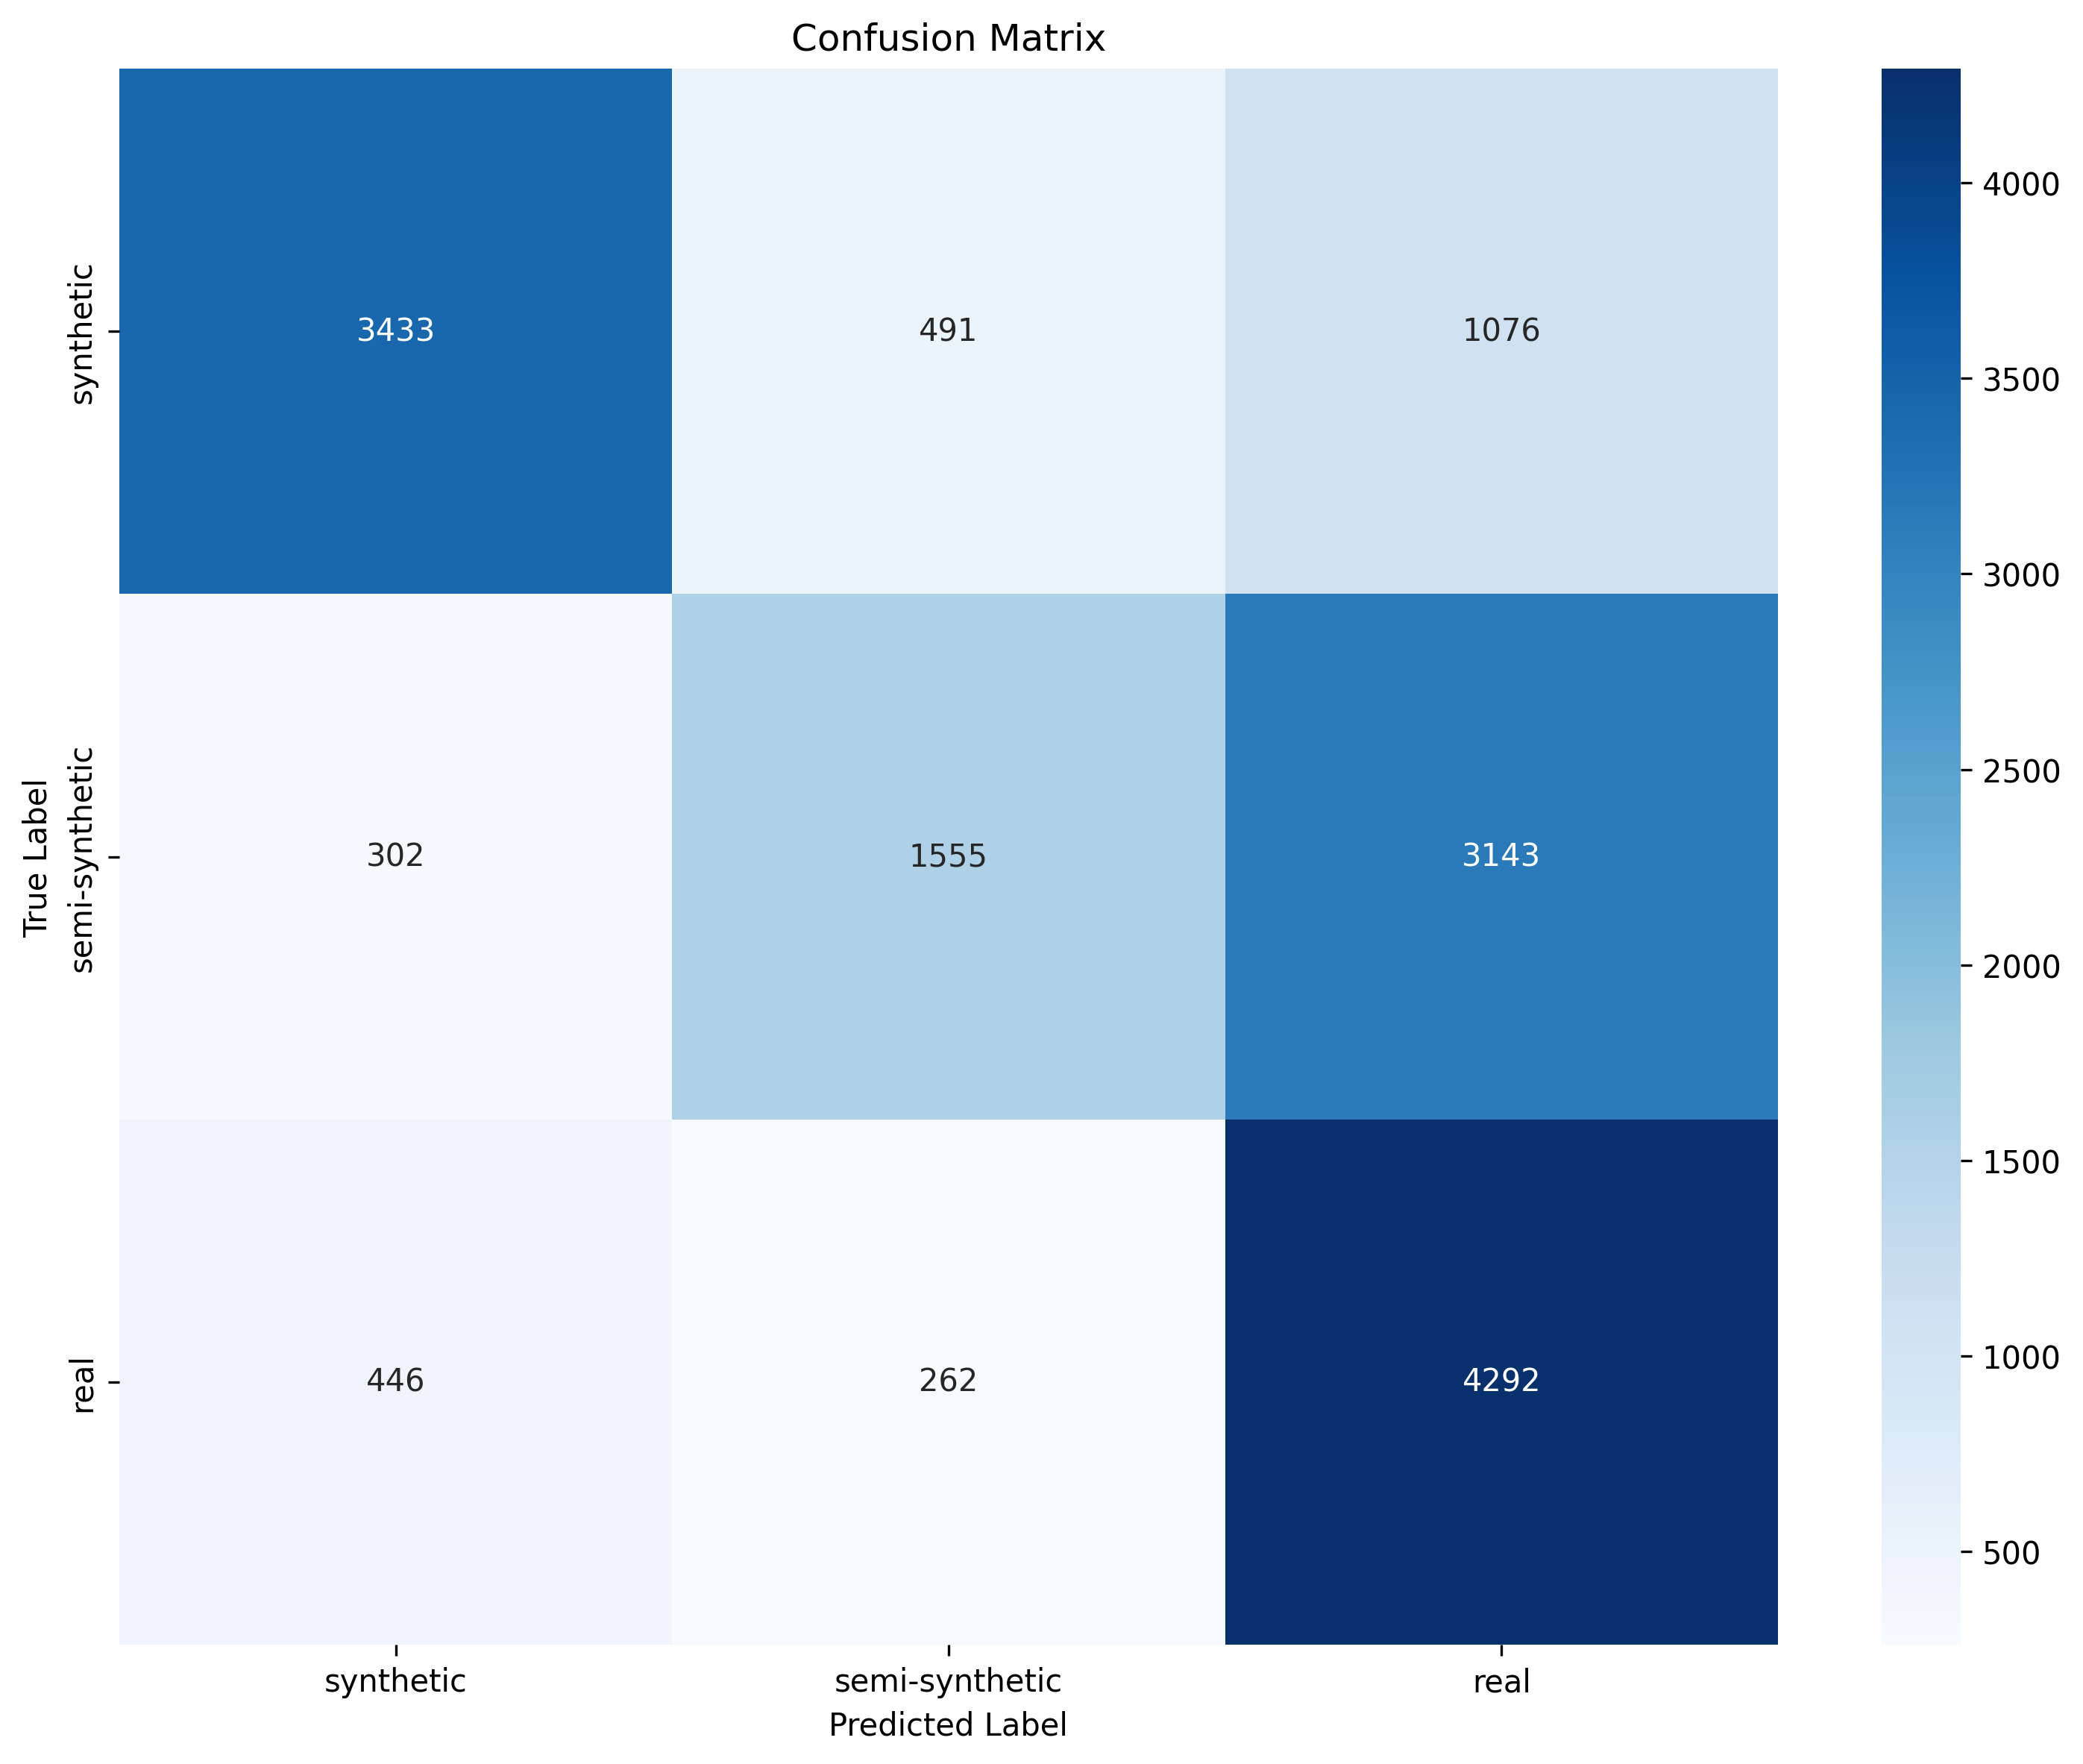 Confusion Matrix
True Label
synthetic
3433 491 1076
semi-synthetic
302 1555 3143
real
446 262 4292
synthetic semi-synthetic real
Predicted Label
4000
3500
3000
2500
2000
1500
1000
500